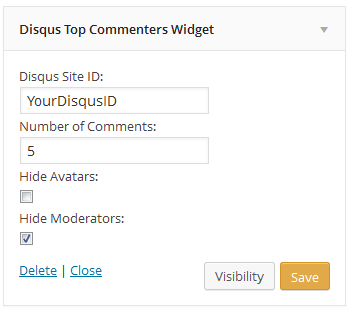 Disqus Top Commenters Widget
Disqus Site ID:
YourDisqusID
Number of Comments:
5
Hide Avatars:
Hide Moderators:
Delete | Close Visibility Save